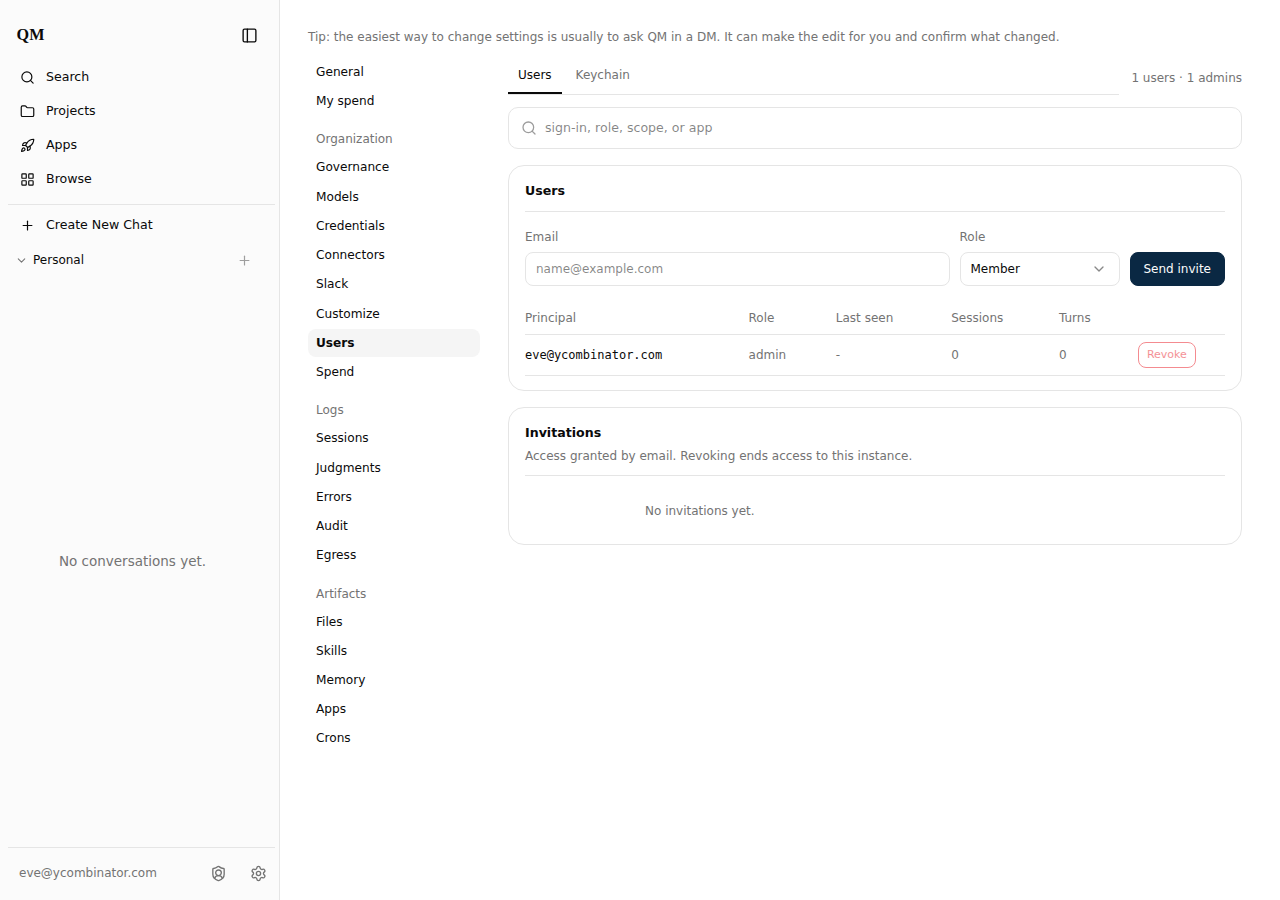 QM
Search
Projects
Apps
Browse
Create New Chat
Personal
No conversations yet.
eve@ycombinator.com
Tip: the easiest way to change settings is usually to ask QM in a DM. It can make the edit for you and confirm what changed.
General
My spend
Organization
Governance
Models
Credentials
Connectors
Slack
Customize
Users
Spend
Logs
Sessions
Judgments
Errors
Audit
Egress
Artifacts
Files
Skills
Memory
Apps
Crons
Users Keychain 1 users · 1 admins
sign-in, role, scope, or app
Users
Email Role
name@example.com Member Send invite
Principal Role Last seen Sessions Turns
eve@ycombinator.com admin - 0 0 Revoke
Invitations
Access granted by email. Revoking ends access to this instance.
No invitations yet.